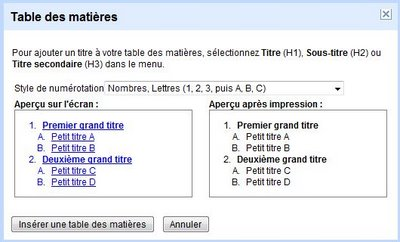 Table des matières
Pour ajouter un titre à votre table des matières, sélectionnez Titre (H1), Sous-titre (H2) ou
Titre secondaire (H3) dans le menu.
Style de numérotation Nombres, Lettres (1, 2, 3, puis A, B, C)
Aperçu sur l'écran :
1. Premier grand titre
A. Petit titre A
B. Petit titre B
2. Deuxième grand titre
A. Petit titre C
B. Petit titre D
Aperçu après impression :
1. Premier grand titre
A. Petit titre A
B. Petit titre B
2. Deuxième grand titre
A. Petit titre C
B. Petit titre D
Insérer une table des matières
Annuler